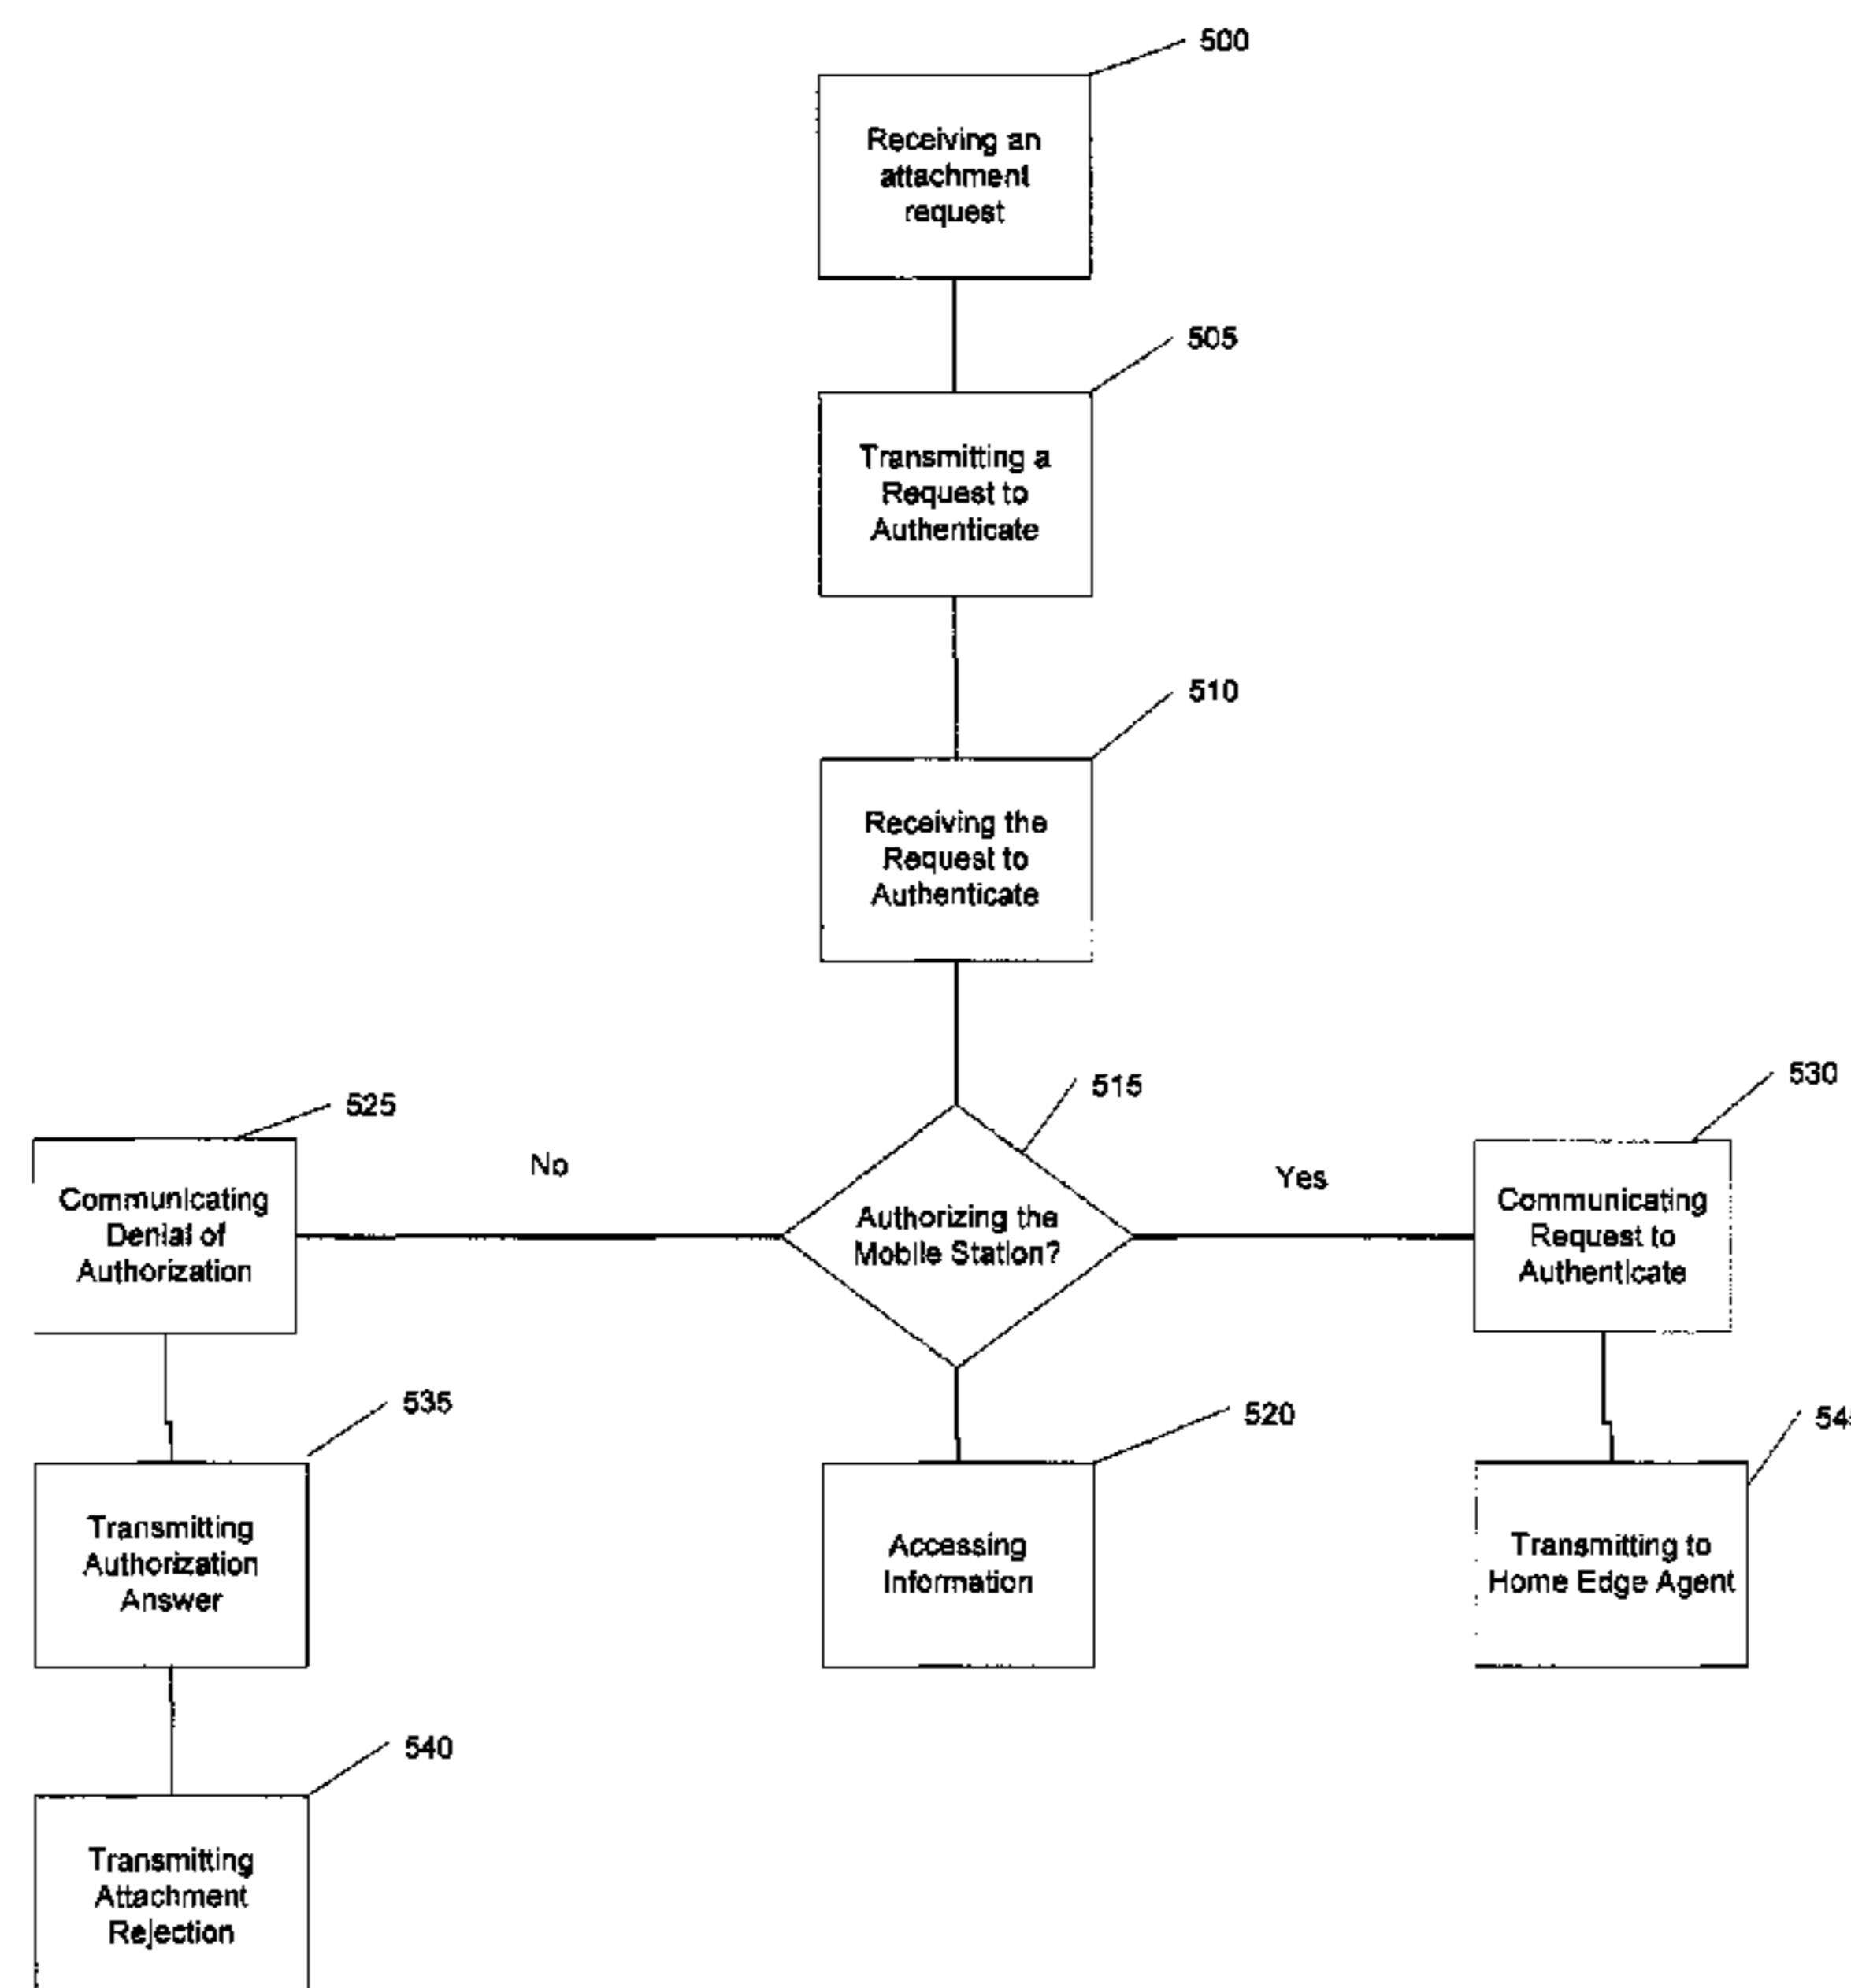 500
Receiving an
attachment
request
505
Transmitting a
Request to
Authenticate
510
Receiving the
Request to
Authenticate
515
Authorizing the
Mobile Station?
No
Yes
525
Communicating
Denial of
Authorization
530
Communicating
Request to
Authenticate
535
Transmitting
Authorization
Answer
520
Accessing
Information
Transmitting to
Home Edge Agent
540
Transmitting
Attachment
Rejection